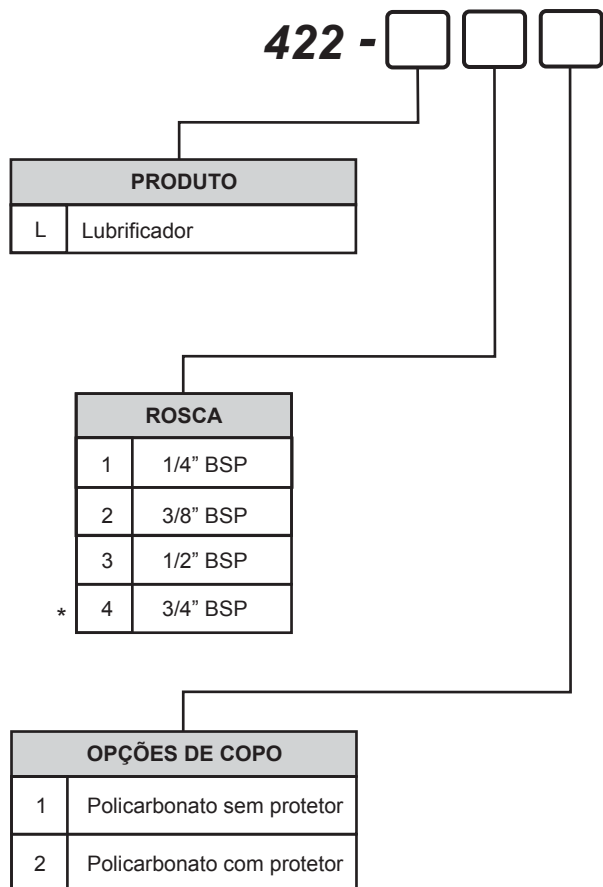 422 -
PRODUTO
L Lubrificador
ROSCA
1 1/4” BSP
2 3/8” BSP
3 1/2” BSP
* 4 3/4” BSP
OPÇÕES DE COPO
1 Policarbonato sem protetor
2 Policarbonato com protetor